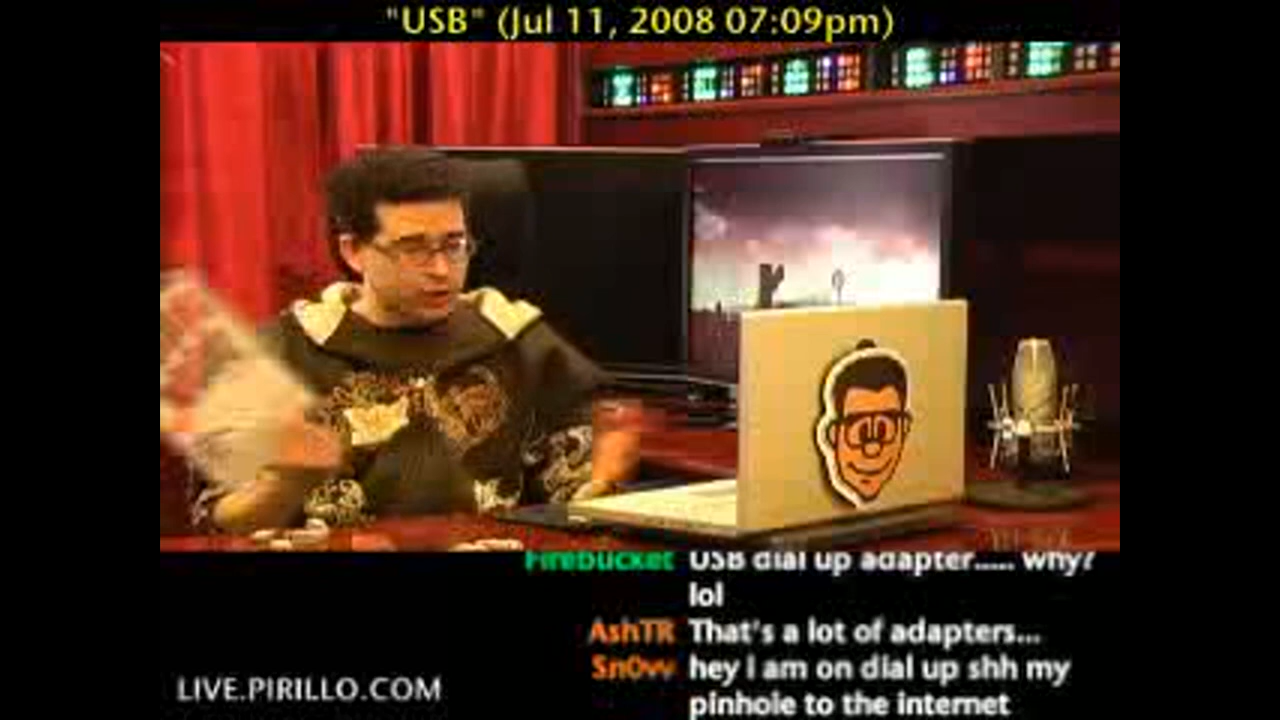 "USB" (Jul 11, 2008 07:09pm)
Firebucket USB dial up adapter..... why?
lol
AshTR That's a lot of adapters...
Sn0vv hey I am on dial up shh my
pinhole to the internet
LIVE.PIRILLO.COM